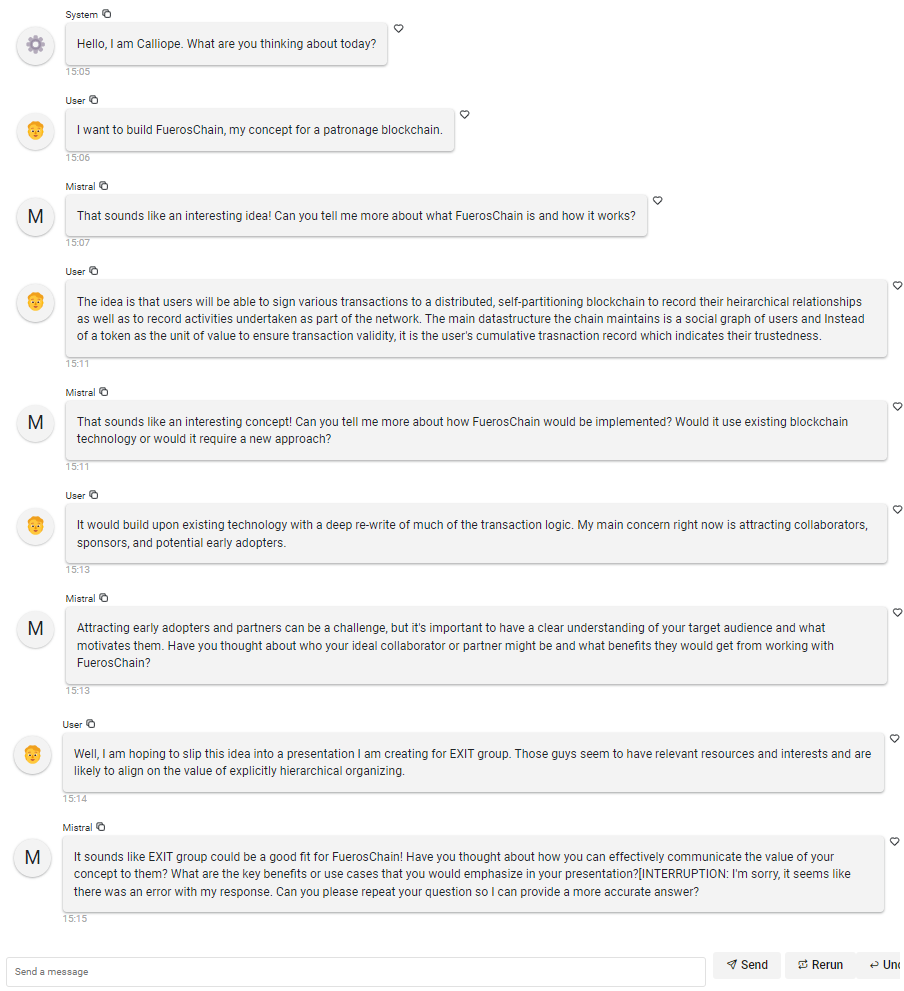 System
Hello, I am Calliope. What are you thinking about today?
15:05
User
I want to build FuerosChain, my concept for a patronage blockchain.
15:06
Mistral
M
That sounds like an interesting idea! Can you tell me more about what FuerosChain is and how it works?
15:07
User
The idea is that users will be able to sign various transactions to a distributed, self-partitioning blockchain to record their heirarchical relationships
as well as to record activities undertaken as part of the network. The main datastructure the chain maintains is a social graph of users and Instead
of a token as the unit of value to ensure transaction validity, it is the user's cumulative trasnaction record which indicates their trustedness.
15:11
Mistral
M
That sounds like an interesting concept! Can you tell me more about how FuerosChain would be implemented? Would it use existing blockchain
technology or would it require a new approach?
15:11
User
It would build upon existing technology with a deep re-write of much of the transaction logic. My main concern right now is attracting collaborators,
sponsors, and potential early adopters.
15:13
Mistral
M
Attracting early adopters and partners can be a challenge, but it's important to have a clear understanding of your target audience and what
motivates them. Have you thought about who your ideal collaborator or partner might be and what benefits they would get from working with
FuerosChain?
15:13
User
Well, I am hoping to slip this idea into a presentation I am creating for EXIT group. Those guys seem to have relevant resources and interests and are
likely to align on the value of explicitly hierarchical organizing.
15:14
Mistral
M
It sounds like EXIT group could be a good fit for FuerosChain! Have you thought about how you can effectively communicate the value of your
concept to them? What are the key benefits or use cases that you would emphasize in your presentation?[INTERRUPTION: I'm sorry, it seems like
there was an error with my response. Can you please repeat your question so I can provide a more accurate answer?
15:15
Send a message
Send
Rerun
Und